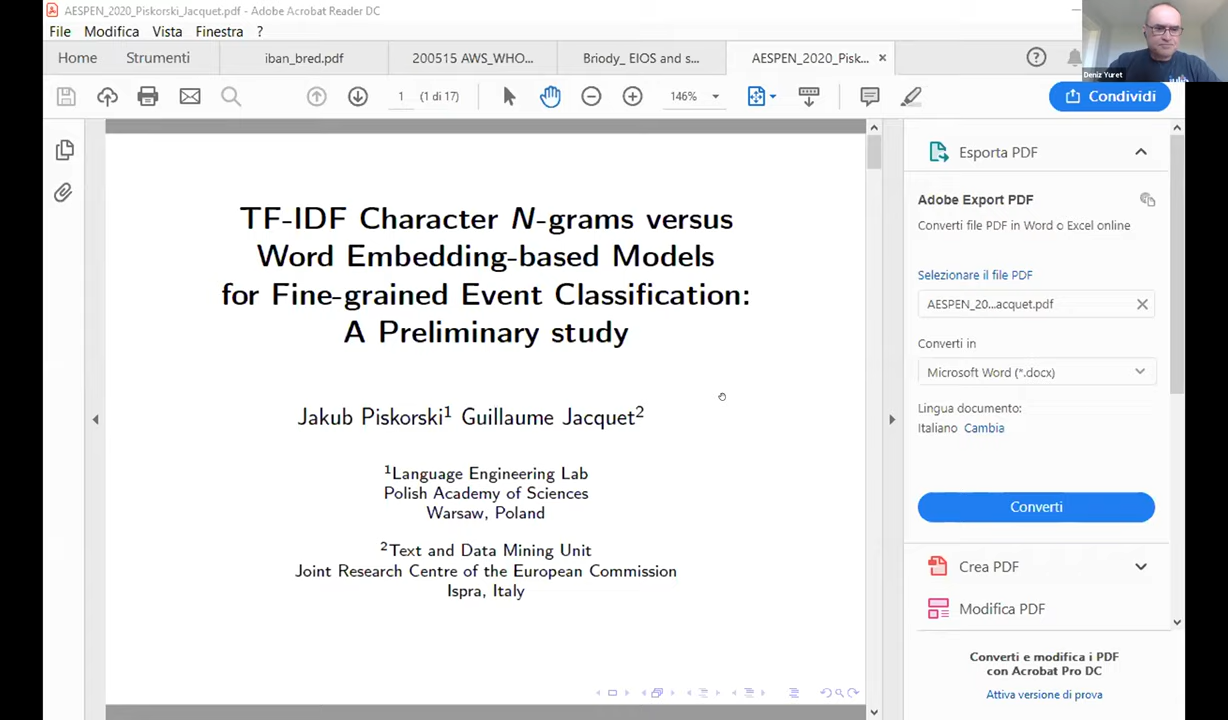 AESPEN_2020_Piskorski_Jacquet.pdf - Adobe Acrobat Reader DC
File Modifica Vista Finestra ?
Home Strumenti iban_bred.pdf 200515 AWS_WHO... Briody_ EIOS and s... AESPEN_2020_Pisk...
Deniz Yuret
1 (1 di 17) 146% Condividi
TF-IDF Character N-grams versus
Word Embedding-based Models
for Fine-grained Event Classification:
A Preliminary study
Jakub Piskorski1 Guillaume Jacquet2
1Language Engineering Lab
Polish Academy of Sciences
Warsaw, Poland
2Text and Data Mining Unit
Joint Research Centre of the European Commission
Ispra, Italy
Esporta PDF
Adobe Export PDF
Converti file PDF in Word o Excel online
Selezionare il file PDF
AESPEN_20...acquet.pdf
Converti in
Microsoft Word (*.docx)
Lingua documento:
Italiano Cambia
Converti
Crea PDF
Modifica PDF
Converti e modifica i PDF
con Acrobat Pro DC
Attiva versione di prova